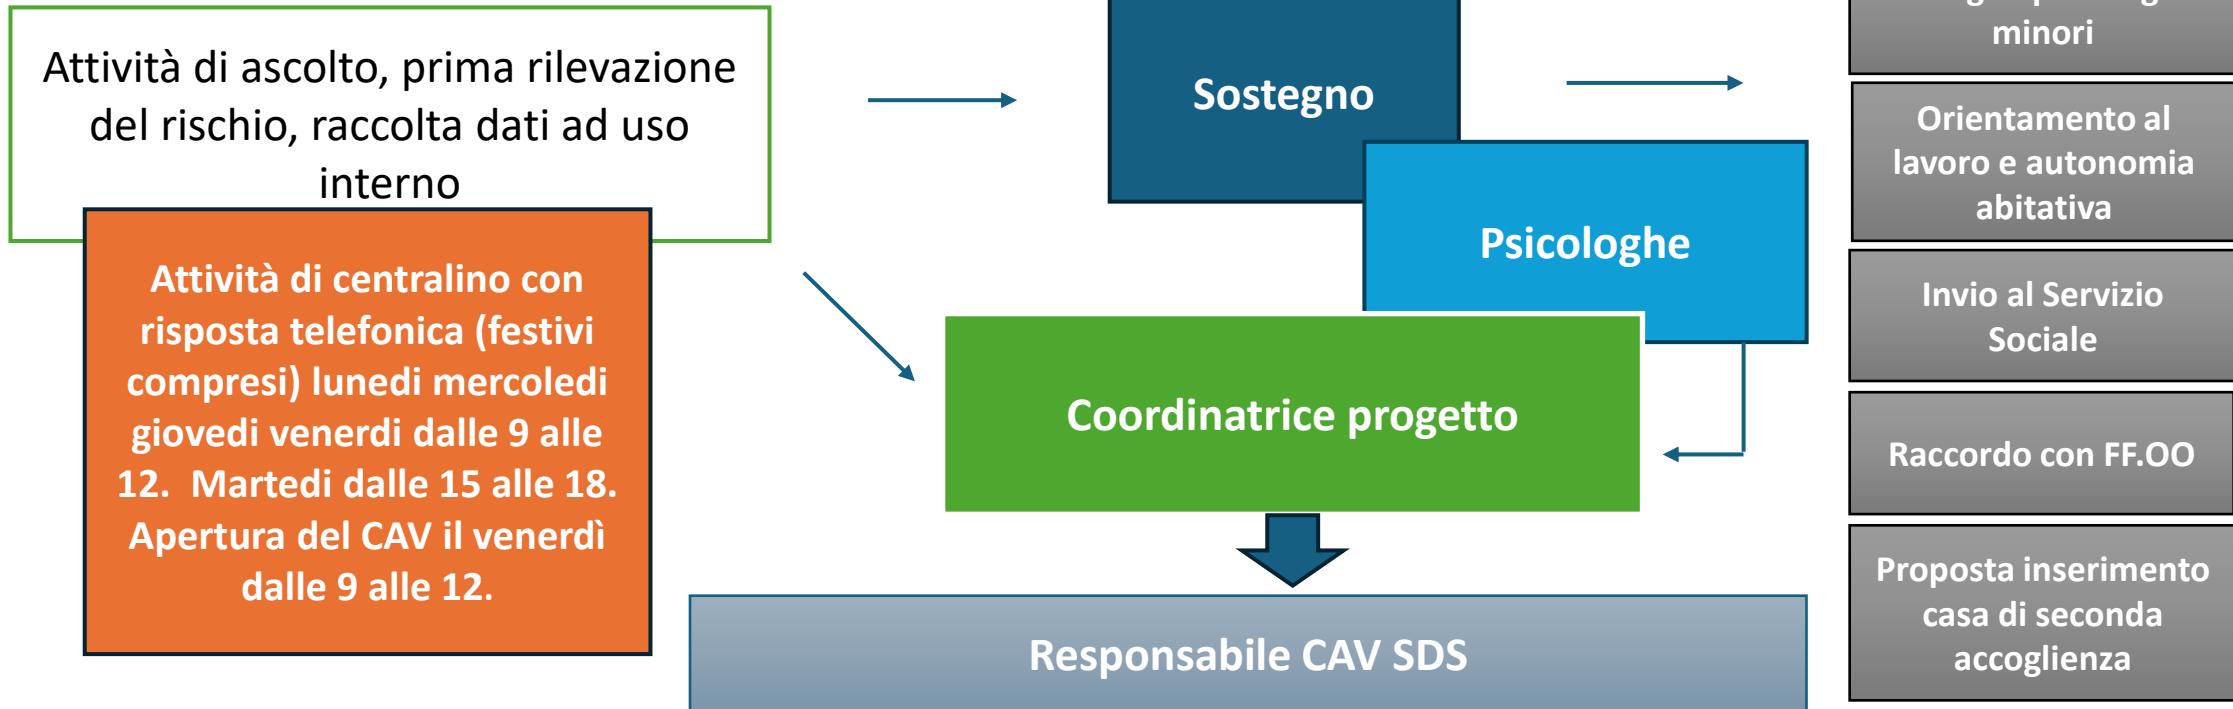 Attività di ascolto, prima rilevazione
del rischio, raccolta dati ad uso
interno
Attività di centralino con
risposta telefonica (festivi
compresi) lunedi mercoledi
giovedi venerdi dalle 9 alle
12. Martedi dalle 15 alle 18.
Apertura del CAV il venerdì
dalle 9 alle 12.
Sostegno
Psicologhe
Coordinatrice progetto
Responsabile CAV SDS
minori
Orientamento al
lavoro e autonomia
abitativa
Invio al Servizio
Sociale
Raccordo con FF.OO
Proposta inserimento
casa di seconda
accoglienza